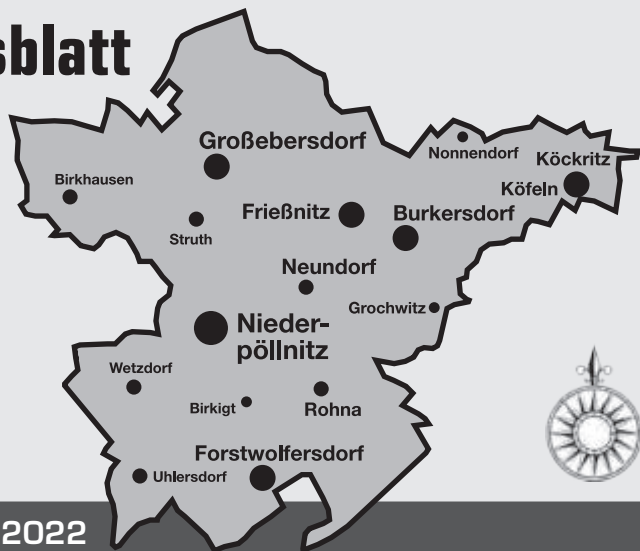 sblatt
Großebersdorf
Nonnendorf
Köckritz
Birkhausen
Köfeln
Frießnitz
Burkersdorf
Struth
Neundorf
Grochwitz
Nieder-
pöllnitz
Wetzdorf
Birkigt
Rohna
Forstwolfersdorf
Uhlersdorf
2022